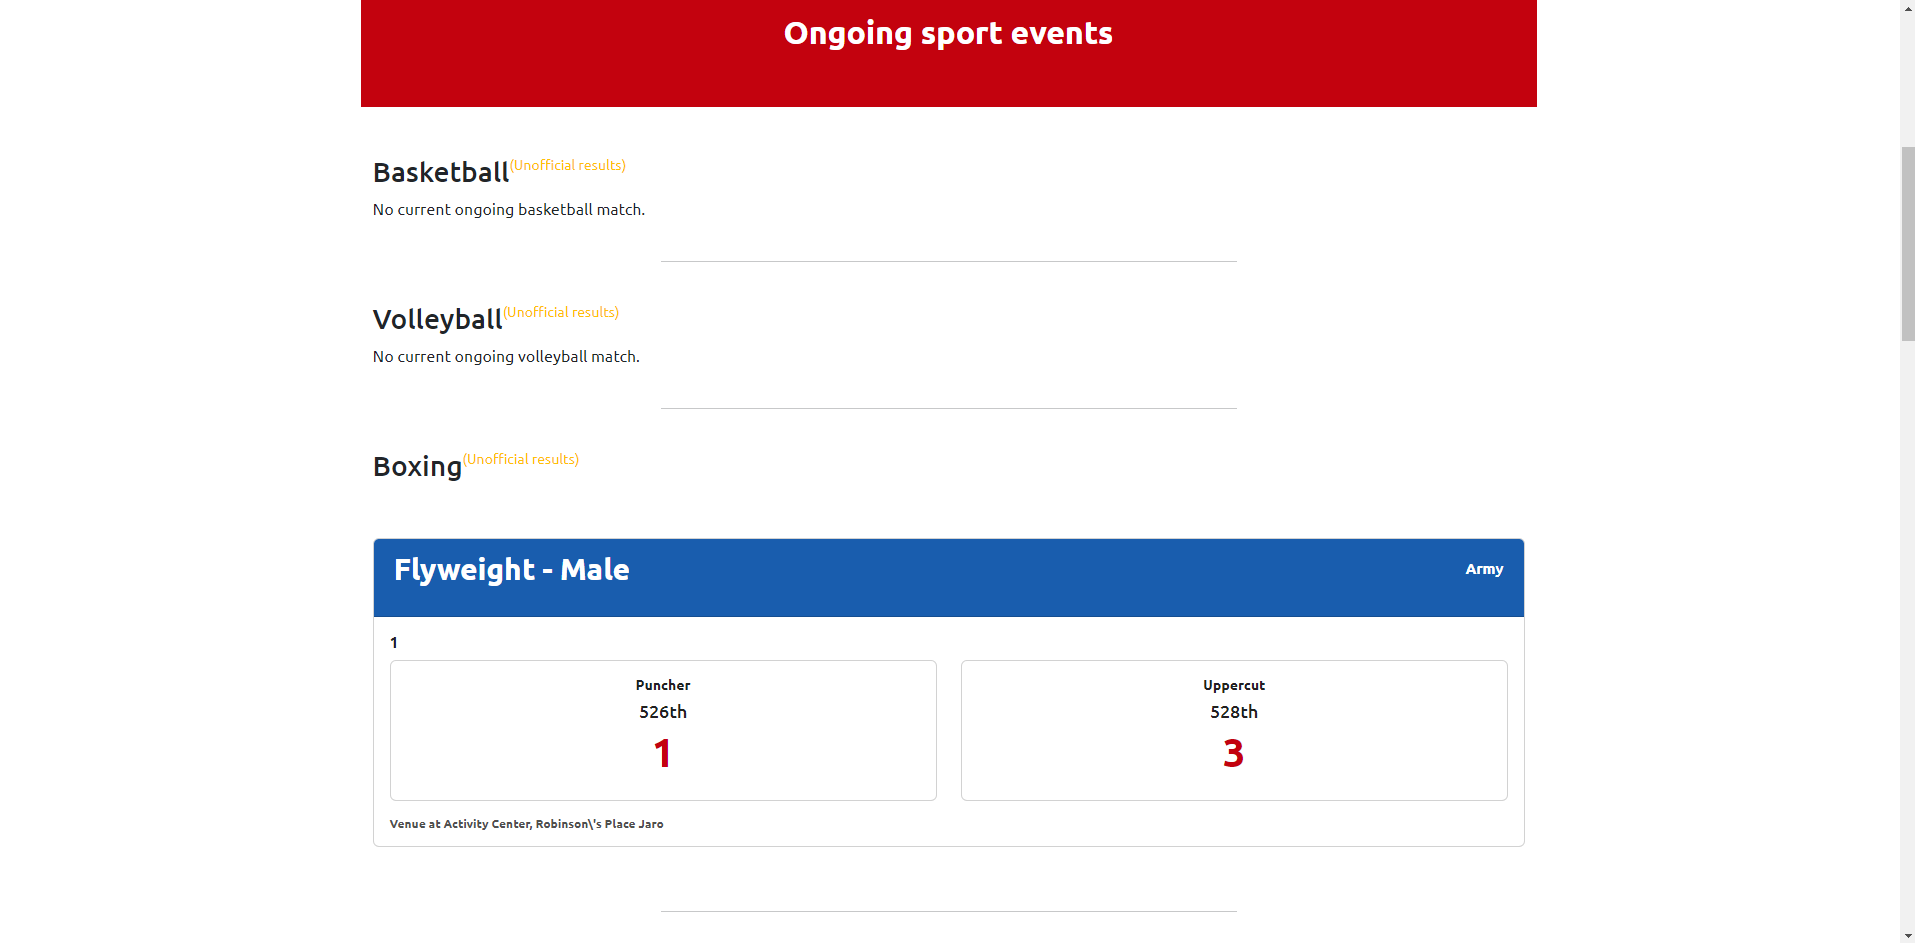 Ongoing sport events
Basketball(Unofficial results)
No current ongoing basketball match.
Volleyball(Unofficial results)
No current ongoing volleyball match.
Boxing(Unofficial results)
Flyweight - Male
Army
1
Puncher
526th
1
Uppercut
528th
3
Venue at Activity Center, Robinson\'s Place Jaro